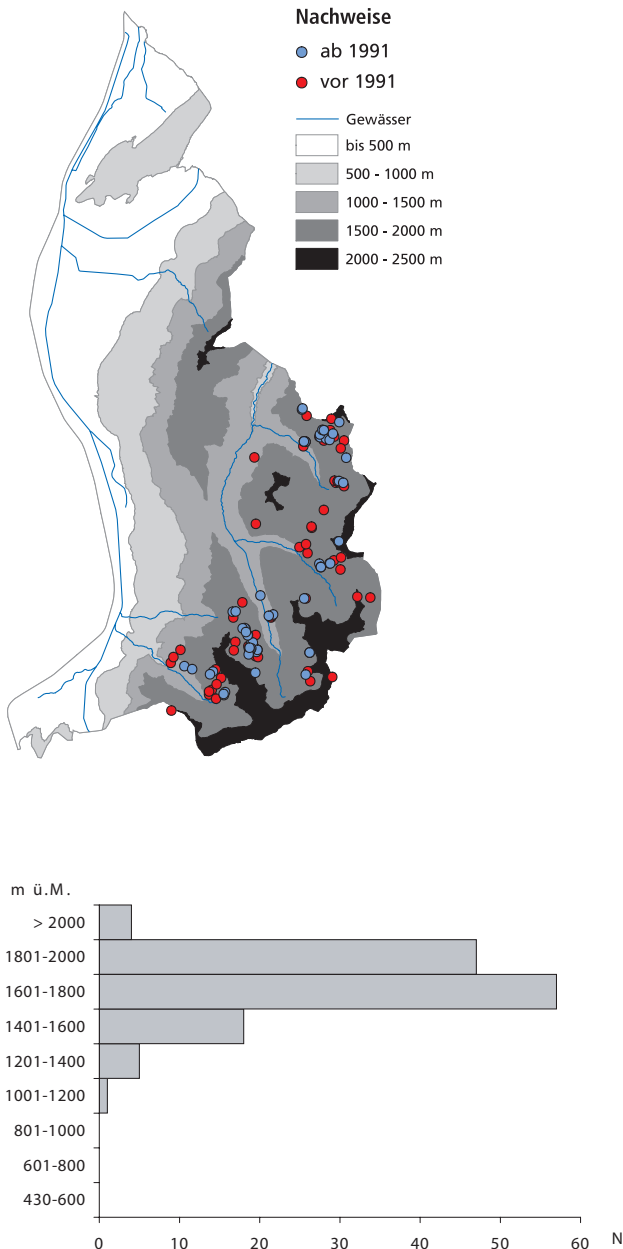 Nachweise
ab 1991
vor 1991
Gewässer
bis 500 m
500 - 1000 m
1000 - 1500 m
1500 - 2000 m
2000 - 2500 m
m ü.M.
> 2000
1801-2000
1601-1800
1401-1600
1201-1400
1001-1200
801-1000
601-800
430-600
0 10 20 30 40 50 60 N